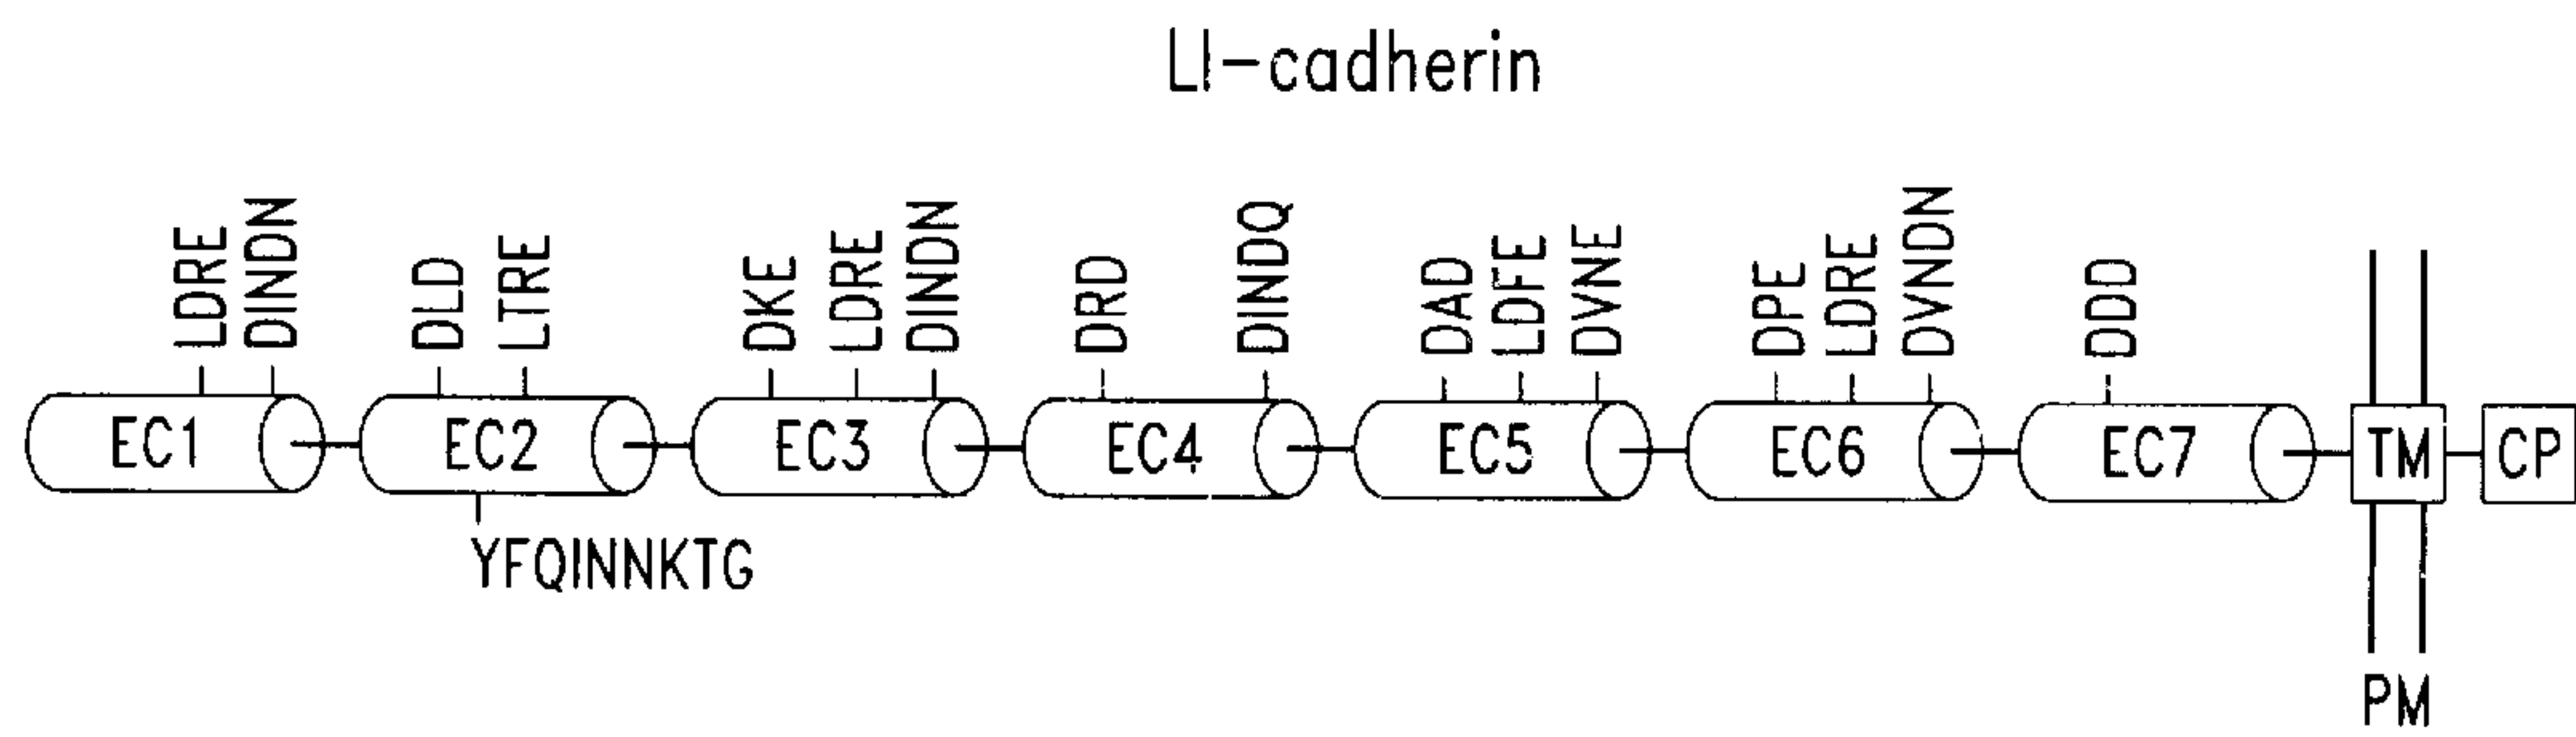 LI-cadherin
LDRE
DINDN
DLD
LTRE
DKE
LDRE
DINDN
DRD
DINDQ
DAD
LDFE
DVNE
DPE
LDRE
DVNDN
DDD
EC1
EC2
EC3
EC4
EC5
EC6
EC7
TM
CP
YFQINNKTG
PM